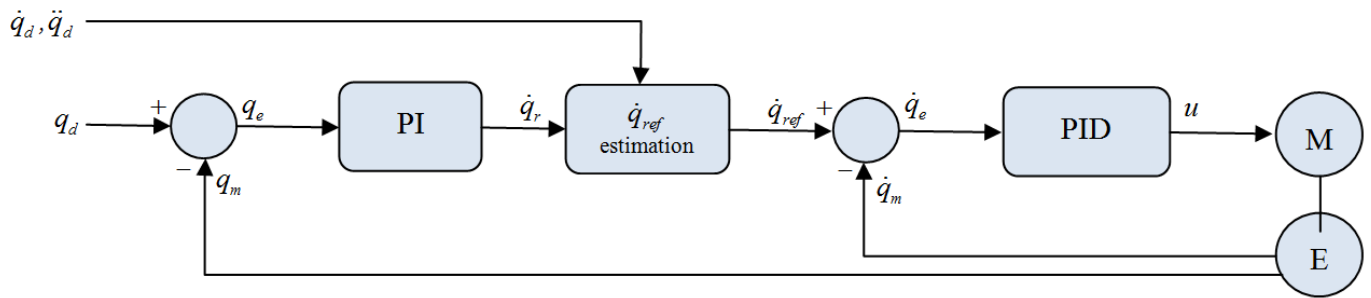 q̇_d, q̈_d
q_d
+
−
q_e
q_m
PI
q̇_r
q̇_ref
estimation
q̇_ref
+
−
q̇_e
q̇_m
PID
u
M
E